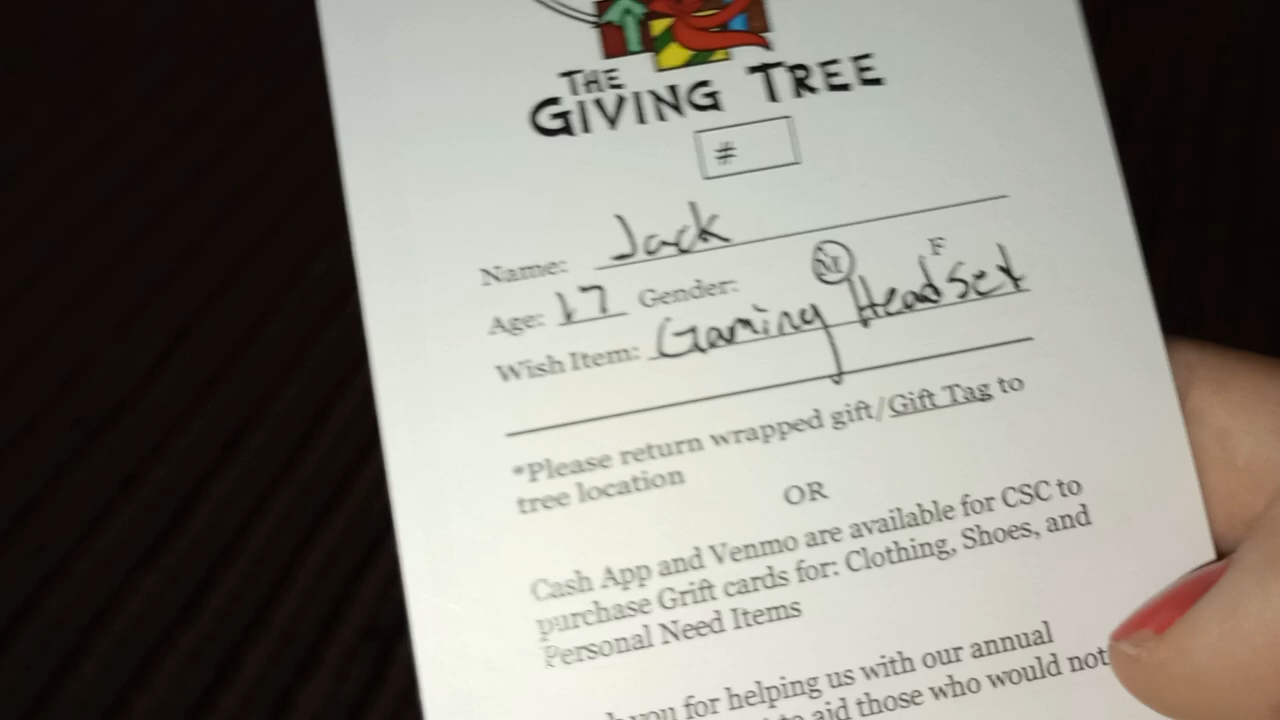 THE
GIVING TREE
#
Name: Jack
Age: 17 Gender: M F
Wish Item: Gaming Headset
*Please return wrapped gift/Gift Tag to
tree location
OR
Cash App and Venmo are available for CSC to
purchase Grift cards for: Clothing, Shoes, and
Personal Need Items
you for helping us with our annual
to aid those who would not